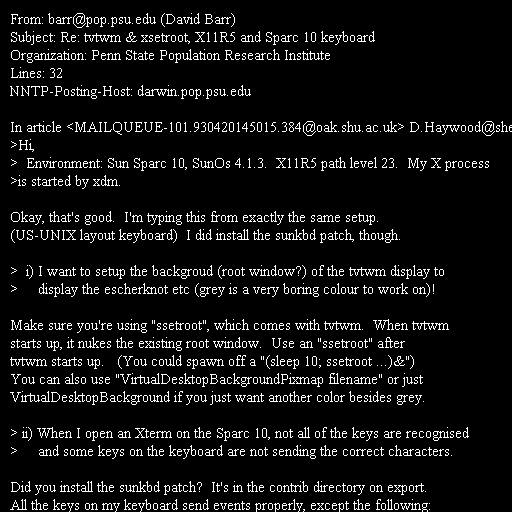 From: barr@pop.psu.edu (David Barr)
Subject: Re: tvtwm & xsetroot, X11R5 and Sparc 10 keyboard
Organization: Penn State Population Research Institute
Lines: 32
NNTP-Posting-Host: darwin.pop.psu.edu

In article <MAILQUEUE-101.930420145015.384@oak.shu.ac.uk> D.Haywood@she
>Hi,
>  Environment: Sun Sparc 10, SunOs 4.1.3.  X11R5 path level 23.  My X process
>is started by xdm.

Okay, that's good.  I'm typing this from exactly the same setup.
(US-UNIX layout keyboard)  I did install the sunkbd patch, though.

>  i) I want to setup the backgroud (root window?) of the tvtwm display to
>     display the escherknot etc (grey is a very boring colour to work on)!

Make sure you're using "ssetroot", which comes with tvtwm.  When tvtwm
starts up, it nukes the existing root window.  Use an "ssetroot" after
tvtwm starts up.   (You could spawn off a "(sleep 10; ssetroot ...)&")
You can also use "VirtualDesktopBackgroundPixmap filename" or just
VirtualDesktopBackground if you just want another color besides grey.

> ii) When I open an Xterm on the Sparc 10, not all of the keys are recognised
>     and some keys on the keyboard are not sending the correct characters.

Did you install the sunkbd patch?  It's in the contrib directory on export.
All the keys on my keyboard send events properly, except the following: